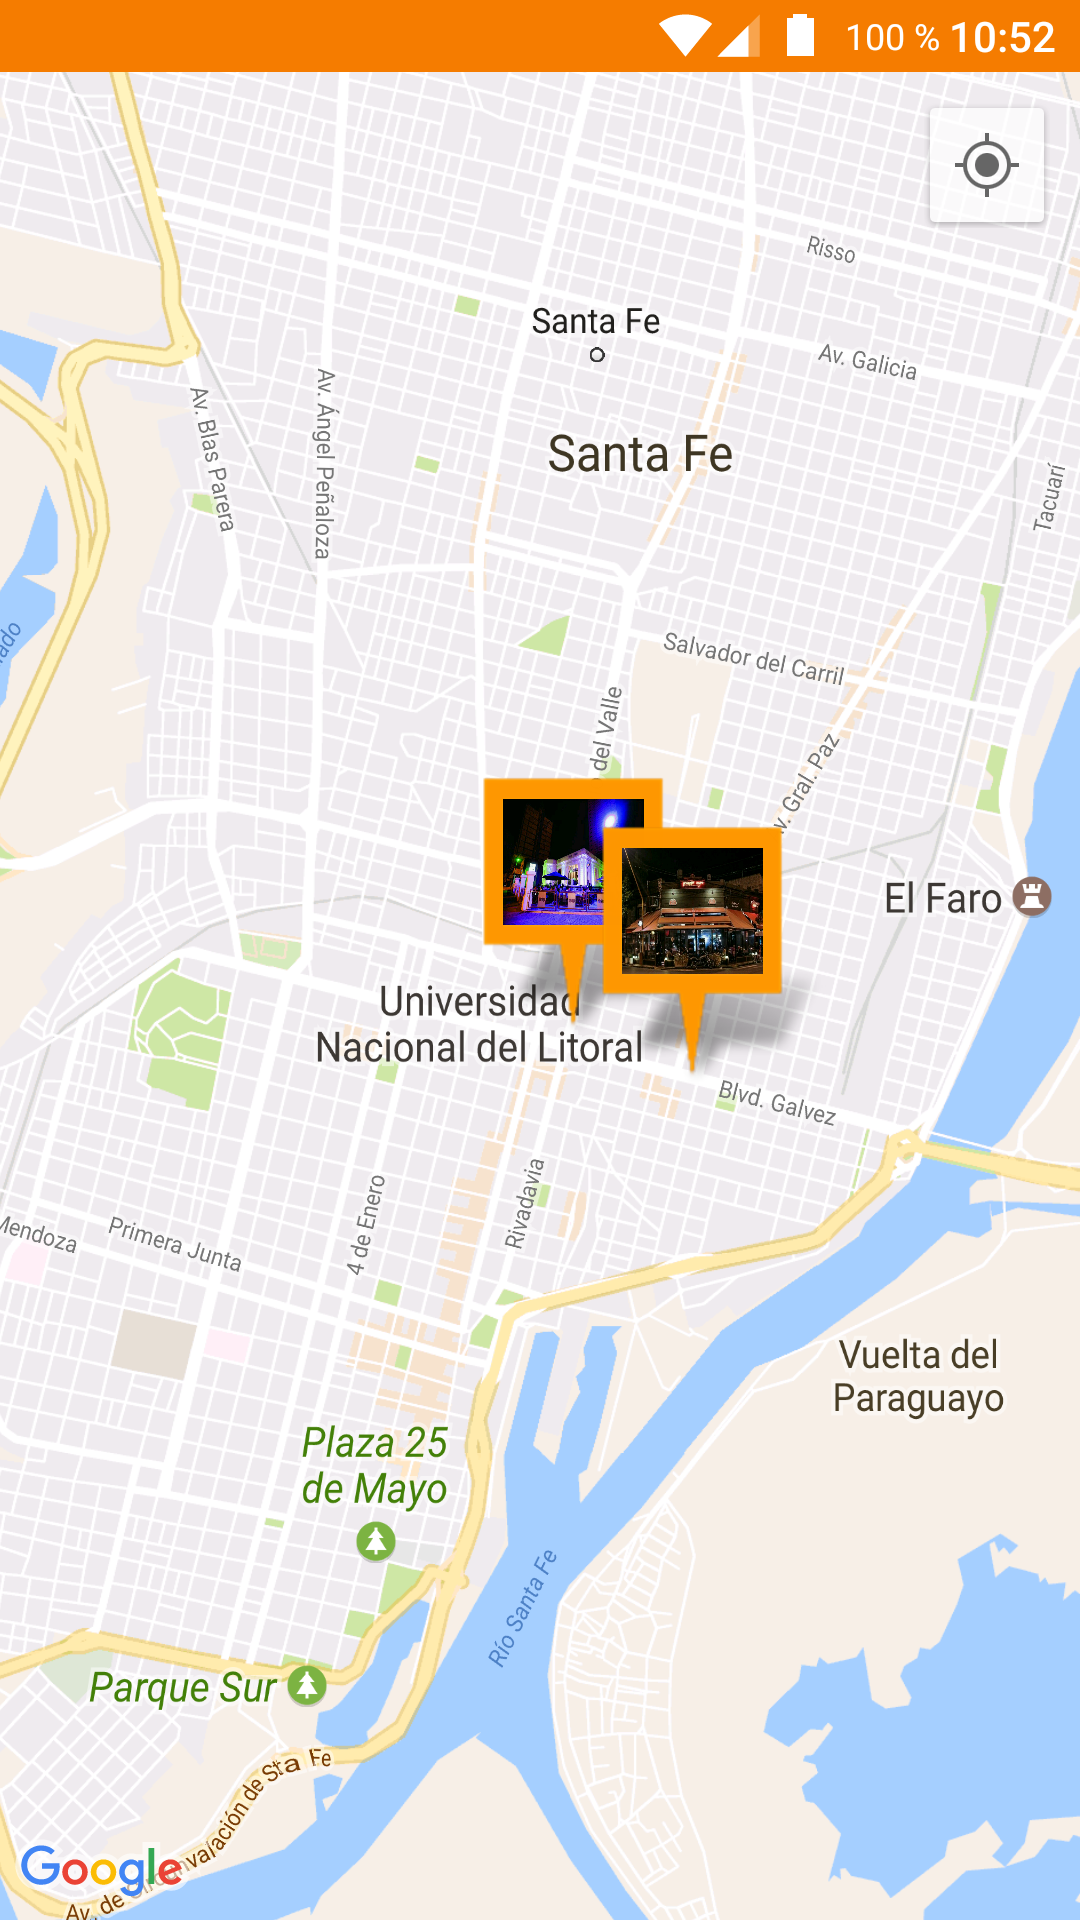 100 % 10:52
Risso
Santa Fe
Av. Galicia
Av. Blas Parera
Av. Ángel Peñaloza
Santa Fe
Tacuarí
Salvador del Carril
del Valle
Gral. Paz
El Faro
Universidad
Nacional del Litoral
Blvd. Galvez
Rivadavia
4 de Enero
Mendoza
Primera Junta
Vuelta del
Paraguayo
Plaza 25
de Mayo
Río Santa Fe
Parque Sur
Av. de Circunvalación de Sta Fe
Google